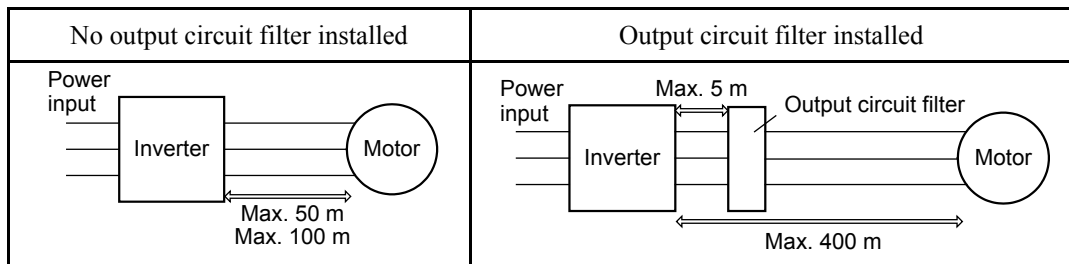 No output circuit filter installed
Output circuit filter installed
Power
input
Inverter
Motor
Max. 50 m
Max. 100 m
Power
input
Max. 5 m
Output circuit filter
Inverter
Motor
Max. 400 m